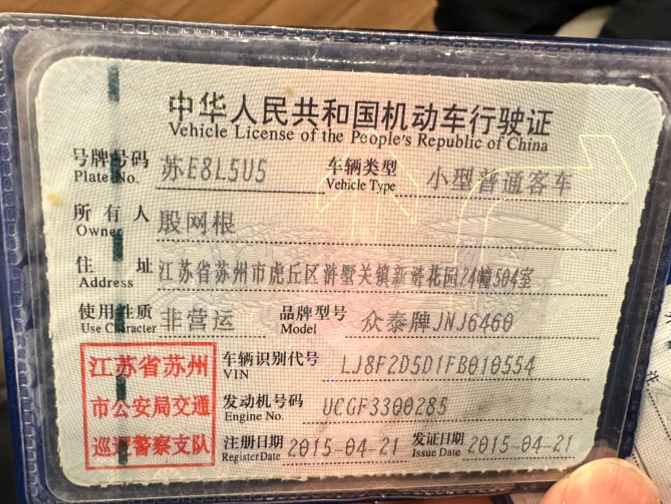 中华人民共和国机动车行驶证
Vehicle License of the People's Republic of China
号牌号码 苏E8L5U5 车辆类型 小型普通客车
Plate No. Vehicle Type
所有人 殷网根
Owner
住址 江苏省苏州市虎丘区浒墅关镇新浒花园24幢504室
Address
使用性质 非营运 品牌型号 众泰牌JNJ6460
Use Character Model
江苏省苏州 车辆识别代号 LJ8F2D5D1FB010554
VIN
市公安局交通 发动机号码 UCGF3300285
Engine No.
巡逻警察支队 注册日期 2015-04-21 发证日期 2015-04-21
Register Date Issue Date